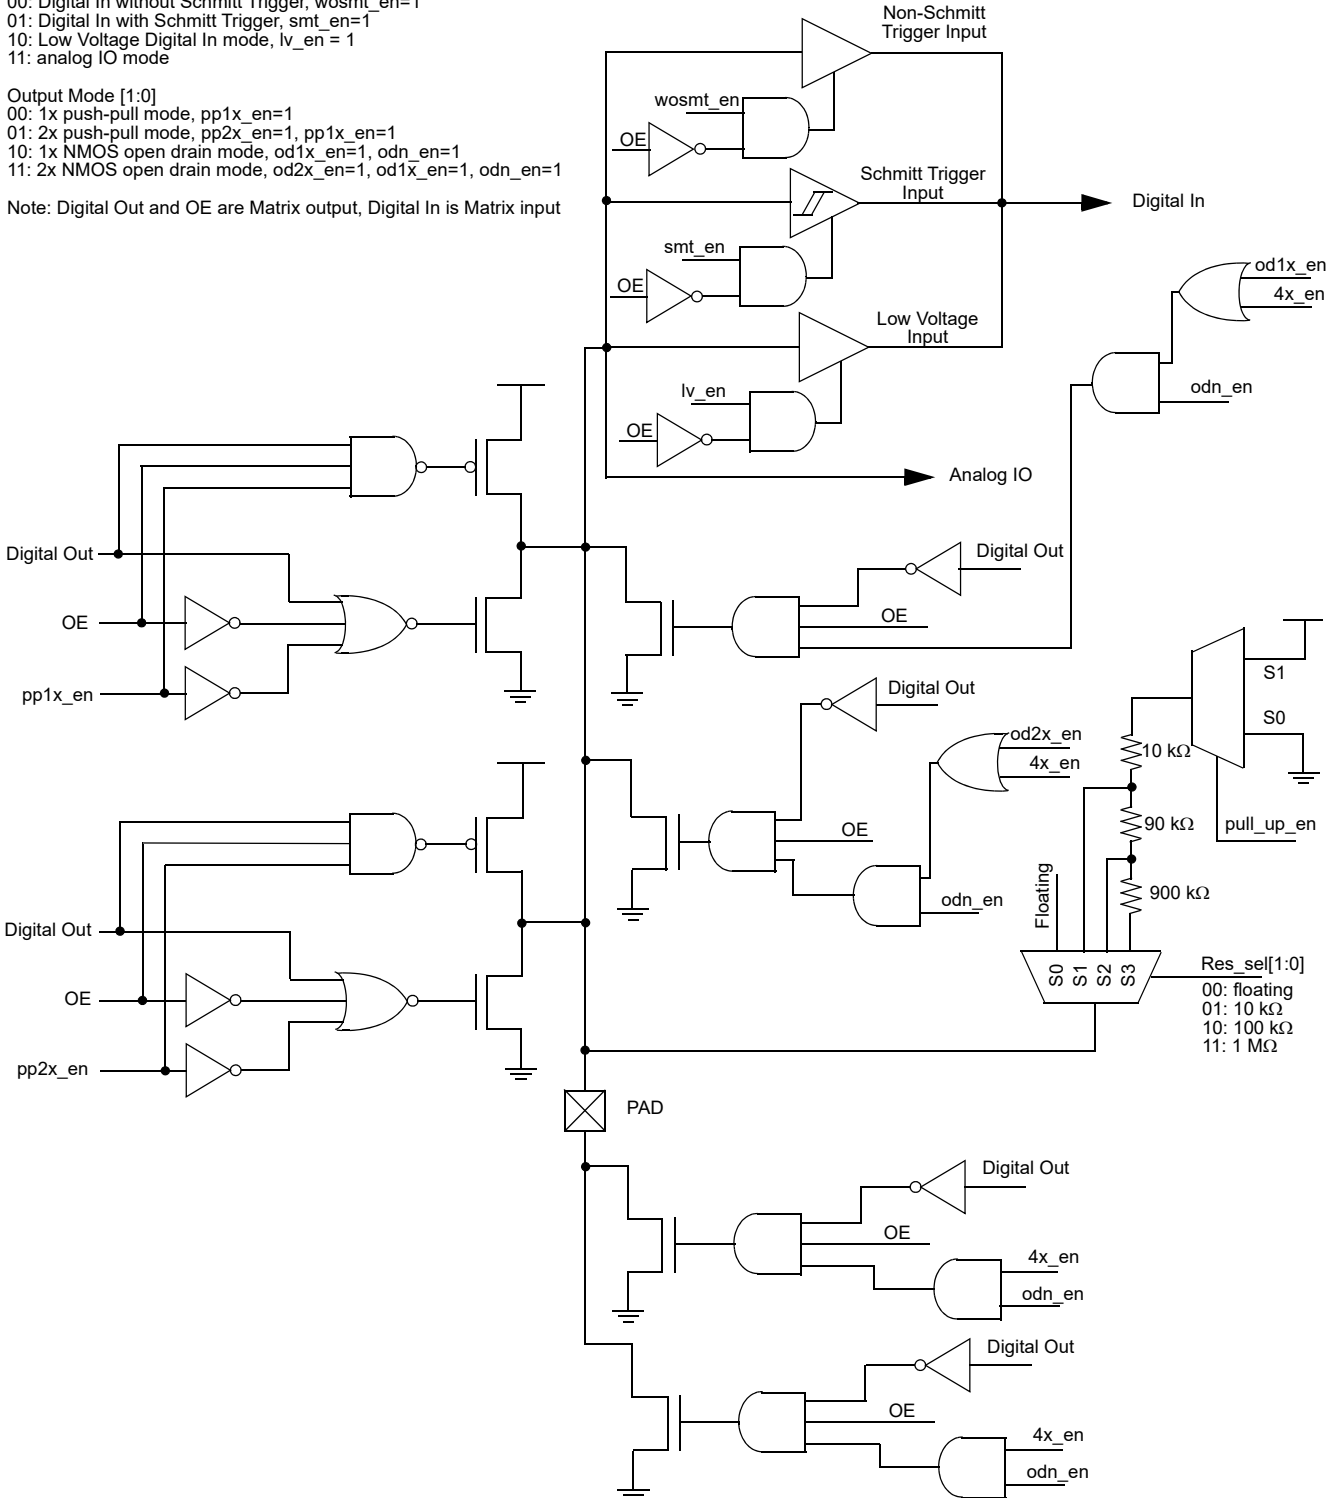 00: Digital In without Schmitt Trigger, wosmt_en=1
01: Digital In with Schmitt Trigger, smt_en=1
10: Low Voltage Digital In mode, lv_en = 1
11: analog IO mode
Output Mode [1:0]
00: 1x push-pull mode, pp1x_en=1
01: 2x push-pull mode, pp2x_en=1, pp1x_en=1
10: 1x NMOS open drain mode, od1x_en=1, odn_en=1
11: 2x NMOS open drain mode, od2x_en=1, od1x_en=1, odn_en=1
Note: Digital Out and OE are Matrix output, Digital In is Matrix input
Non-Schmitt
Trigger Input
wosmt_en
OE
Schmitt Trigger
Input
Digital In
smt_en
OE
od1x_en
4x_en
Low Voltage
Input
odn_en
lv_en
OE
Analog IO
Digital Out
OE
pp1x_en
Digital Out
OE
S1
S0
10 kΩ
90 kΩ
900 kΩ
pull_up_en
Digital Out
od2x_en
4x_en
OE
odn_en
Floating
S0
S1
S2
S3
Res_sel[1:0]
00: floating
01: 10 kΩ
10: 100 kΩ
11: 1 MΩ
Digital Out
OE
pp2x_en
PAD
Digital Out
OE
4x_en
odn_en
Digital Out
OE
4x_en
odn_en